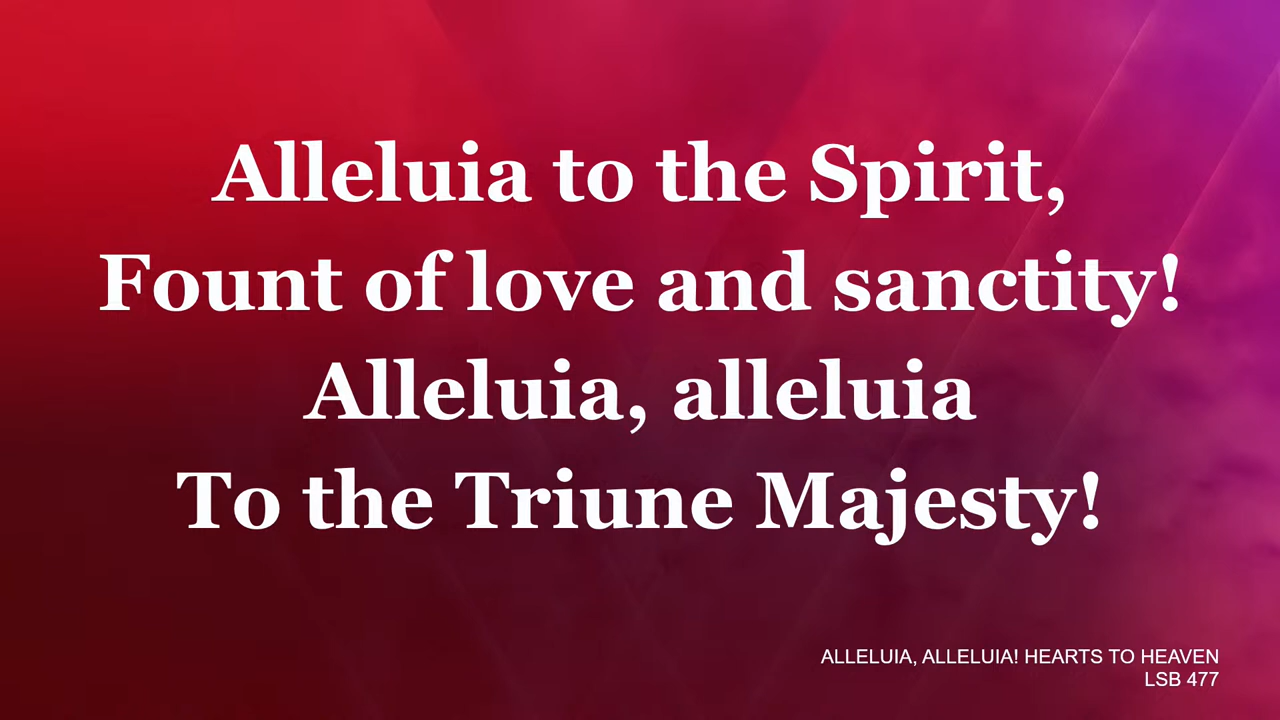 Alleluia to the Spirit,
Fount of love and sanctity!
Alleluia, alleluia
To the Triune Majesty!
ALLELUIA, ALLELUIA! HEARTS TO HEAVEN
LSB 477